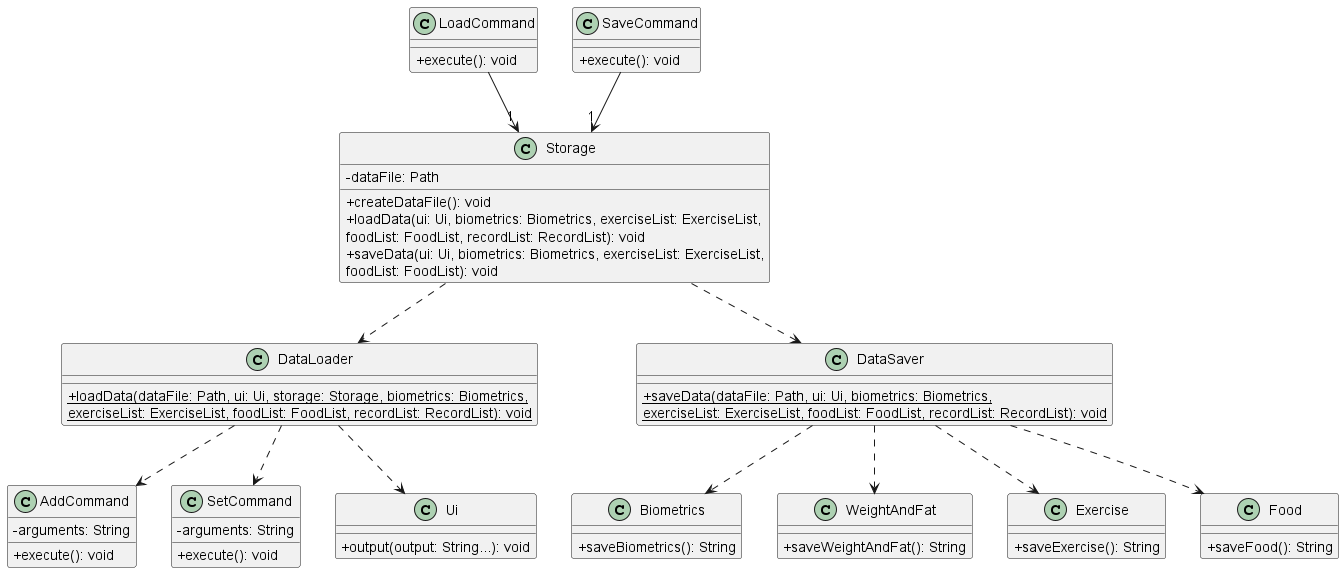 C LoadCommand
C SaveCommand
+execute(): void
+execute(): void
1
1
C Storage
-dataFile: Path
+createDataFile(): void
+loadData(ui: Ui, biometrics: Biometrics, exerciseList: ExerciseList,
foodList: FoodList, recordList: RecordList): void
+saveData(ui: Ui, biometrics: Biometrics, exerciseList: ExerciseList,
foodList: FoodList): void
C DataLoader
+loadData(dataFile: Path, ui: Ui, storage: Storage, biometrics: Biometrics,
exerciseList: ExerciseList, foodList: FoodList, recordList: RecordList): void
C DataSaver
+saveData(dataFile: Path, ui: Ui, biometrics: Biometrics,
exerciseList: ExerciseList, foodList: FoodList, recordList: RecordList): void
C AddCommand
-arguments: String
+execute(): void
C SetCommand
-arguments: String
+execute(): void
C Ui
+output(output: String...): void
C Biometrics
+saveBiometrics(): String
C WeightAndFat
+saveWeightAndFat(): String
C Exercise
+saveExercise(): String
C Food
+saveFood(): String